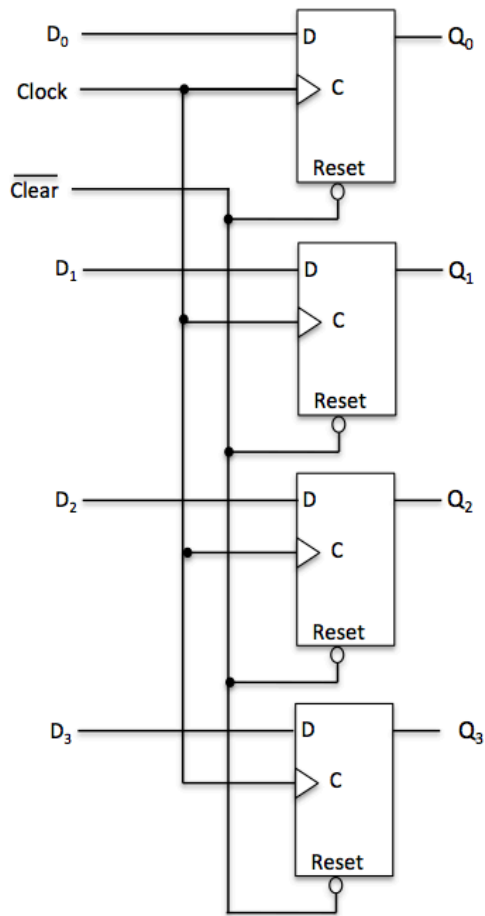 D₀ D Q₀
Clock C
Reset
Clear
D₁ D Q₁
C
Reset
D₂ D Q₂
C
Reset
D₃ D Q₃
C
Reset